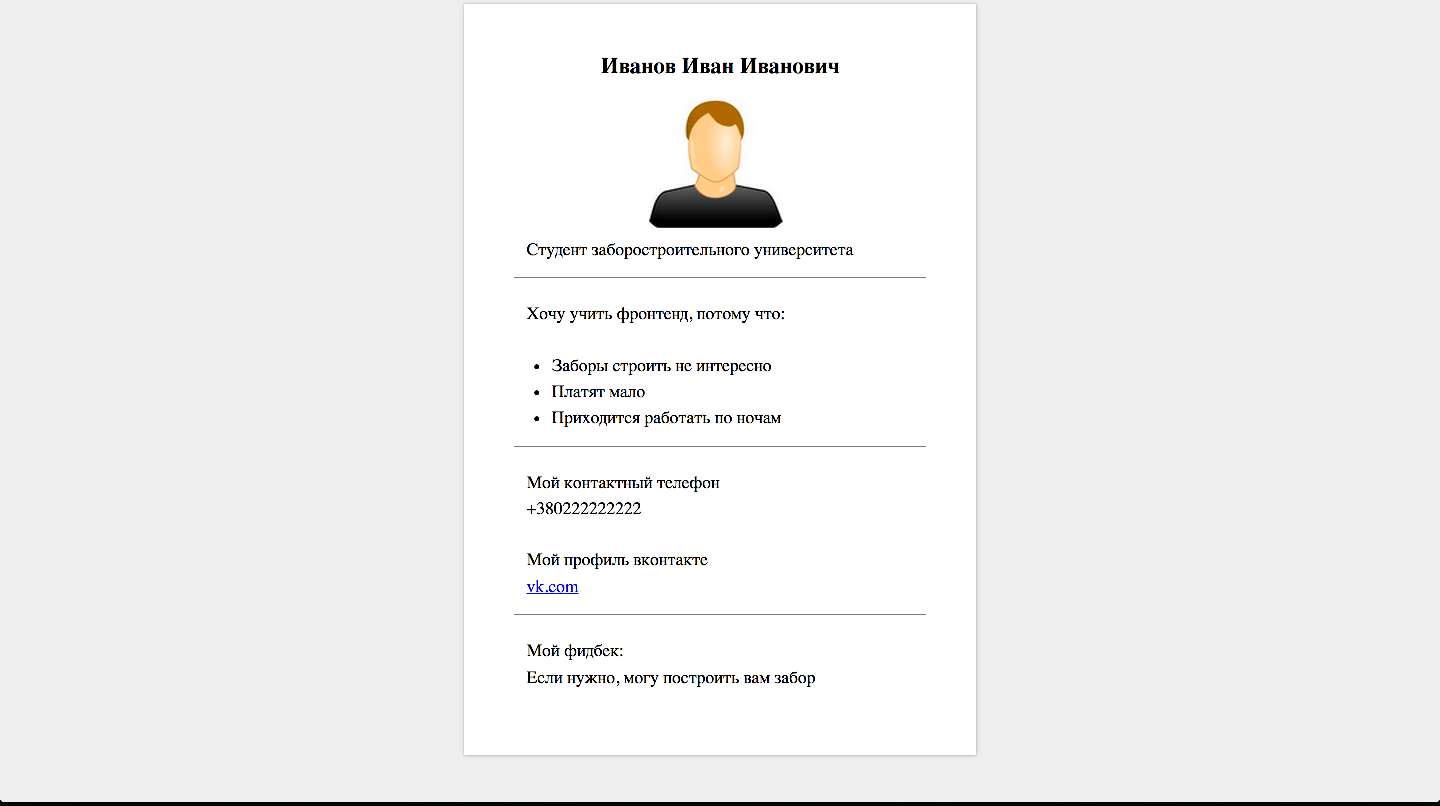 Иванов Иван Иванович
Студент заборостроительного университета
Хочу учить фронтенд, потому что:
• Заборы строить не интересно
• Платят мало
• Приходится работать по ночам
Мой контактный телефон
+380222222222
Мой профиль вконтакте
vk.com
Мой фидбек:
Если нужно, могу построить вам забор